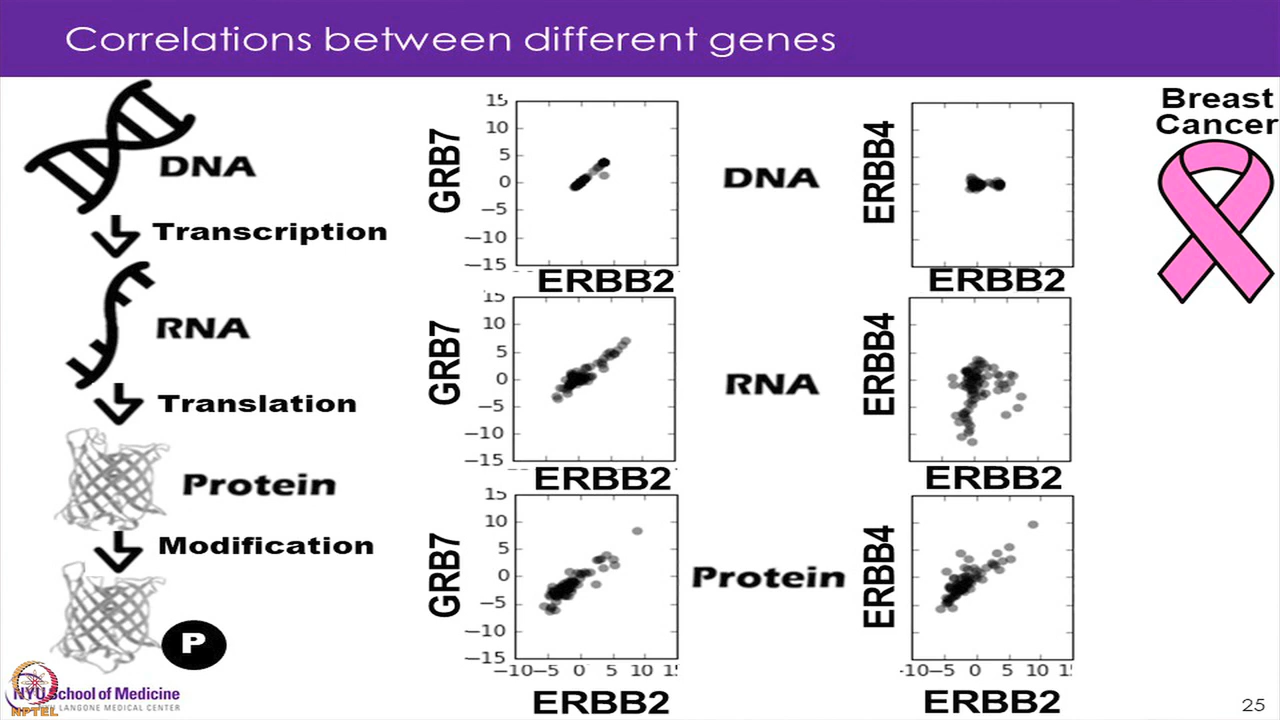 Correlations between different genes
DNA
Transcription
RNA
Translation
Protein
Modification
P
GRB7
15
10
5
0
−5
−10
−15
ERBB2
GRB7
15
10
5
0
−5
−10
−15
ERBB2
GRB7
15
10
5
0
−5
−10
−15
−10 −5 0 5 10 1
ERBB2
DNA
RNA
Protein
ERBB4
ERBB2
ERBB4
ERBB2
ERBB4
-10 −5 0 5 10 1
ERBB2
Breast
Cancer
NYU School of Medicine
LANGONE MEDICAL CENTER
NPTEL
25